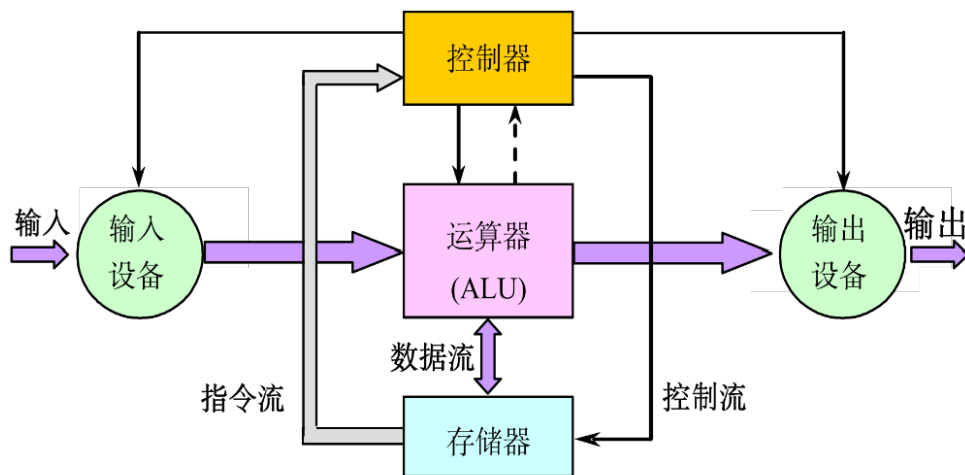 控制器
输入
输入
设备
运算器
(ALU)
输出
设备
输出
数据流
指令流
控制流
存储器